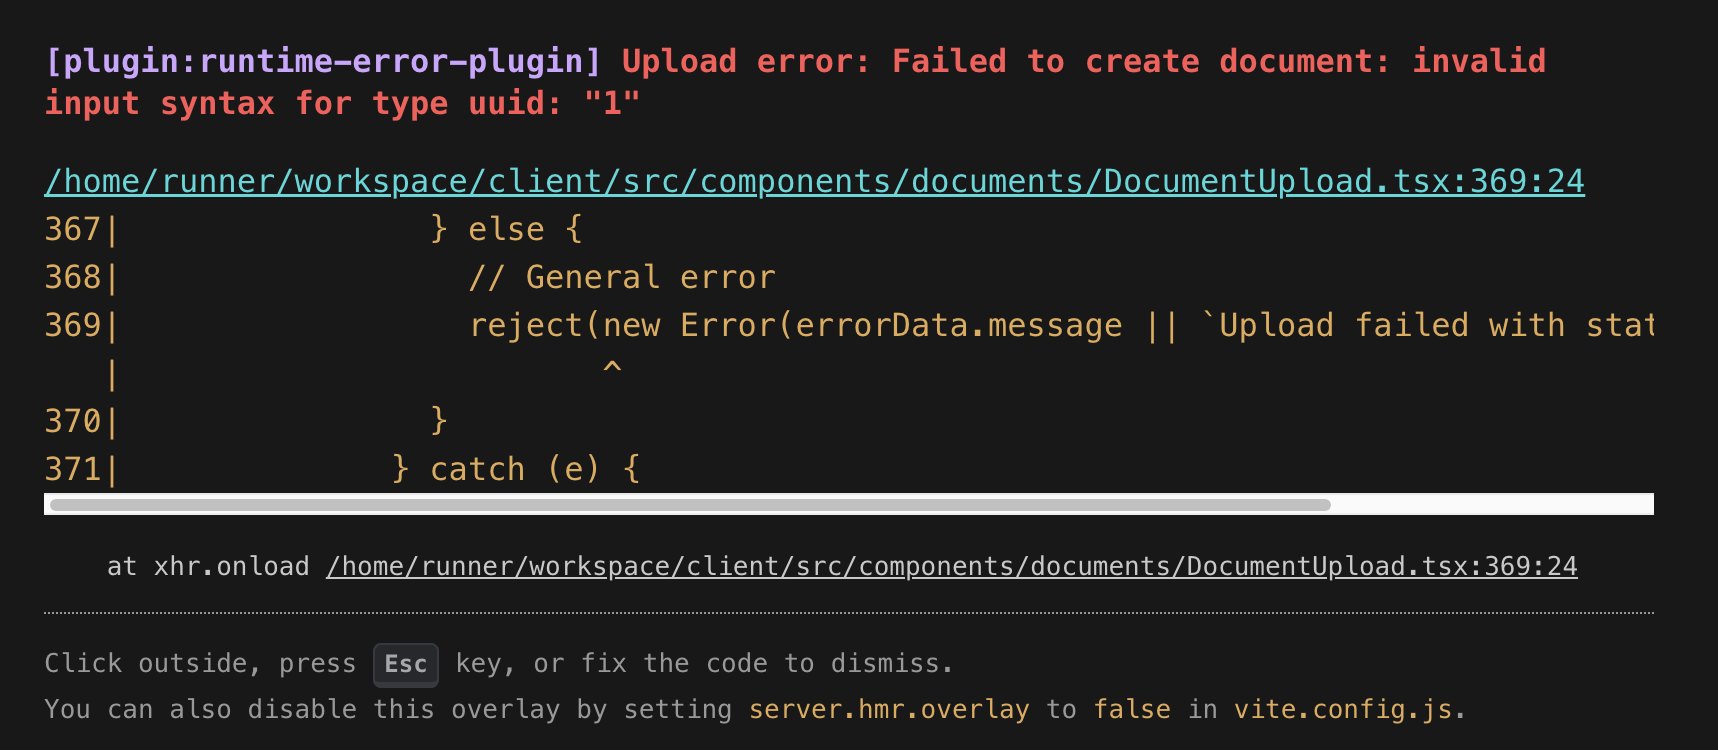 [plugin:runtime-error-plugin] Upload error: Failed to create document: invalid
input syntax for type uuid: "1"
/home/runner/workspace/client/src/components/documents/DocumentUpload.tsx:369:24
367|                } else {
368|                  // General error
369|                  reject(new Error(errorData.message || `Upload failed with stat
   |                         ^
370|                }
371|              } catch (e) {
at xhr.onload /home/runner/workspace/client/src/components/documents/DocumentUpload.tsx:369:24
Click outside, press Esc key, or fix the code to dismiss.
You can also disable this overlay by setting server.hmr.overlay to false in vite.config.js.